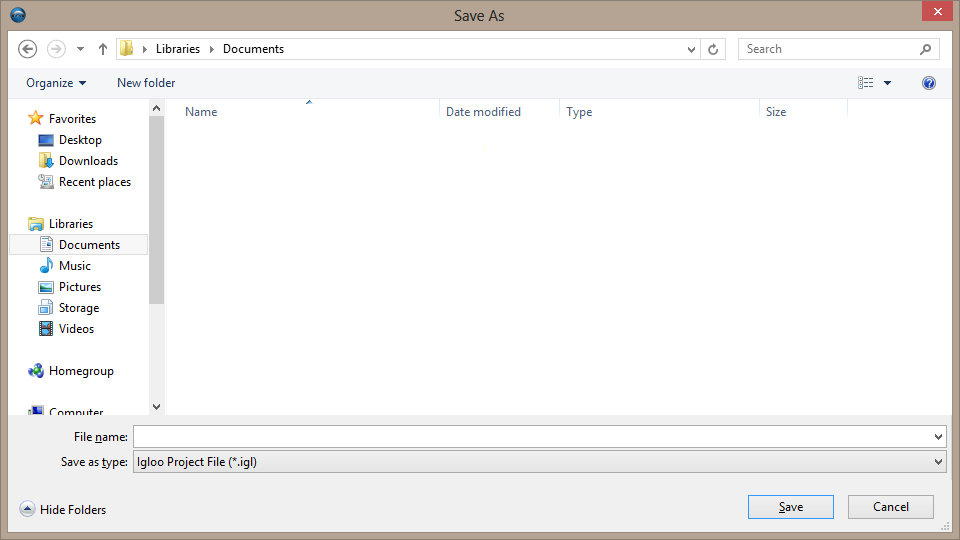 Save As
Libraries Documents
Search
Organize New folder
Name Date modified Type Size
Favorites
Desktop
Downloads
Recent places
Libraries
Documents
Music
Pictures
Storage
Videos
Homegroup
Computer
File name:
Save as type: Igloo Project File (*.igl)
Hide Folders
Save Cancel